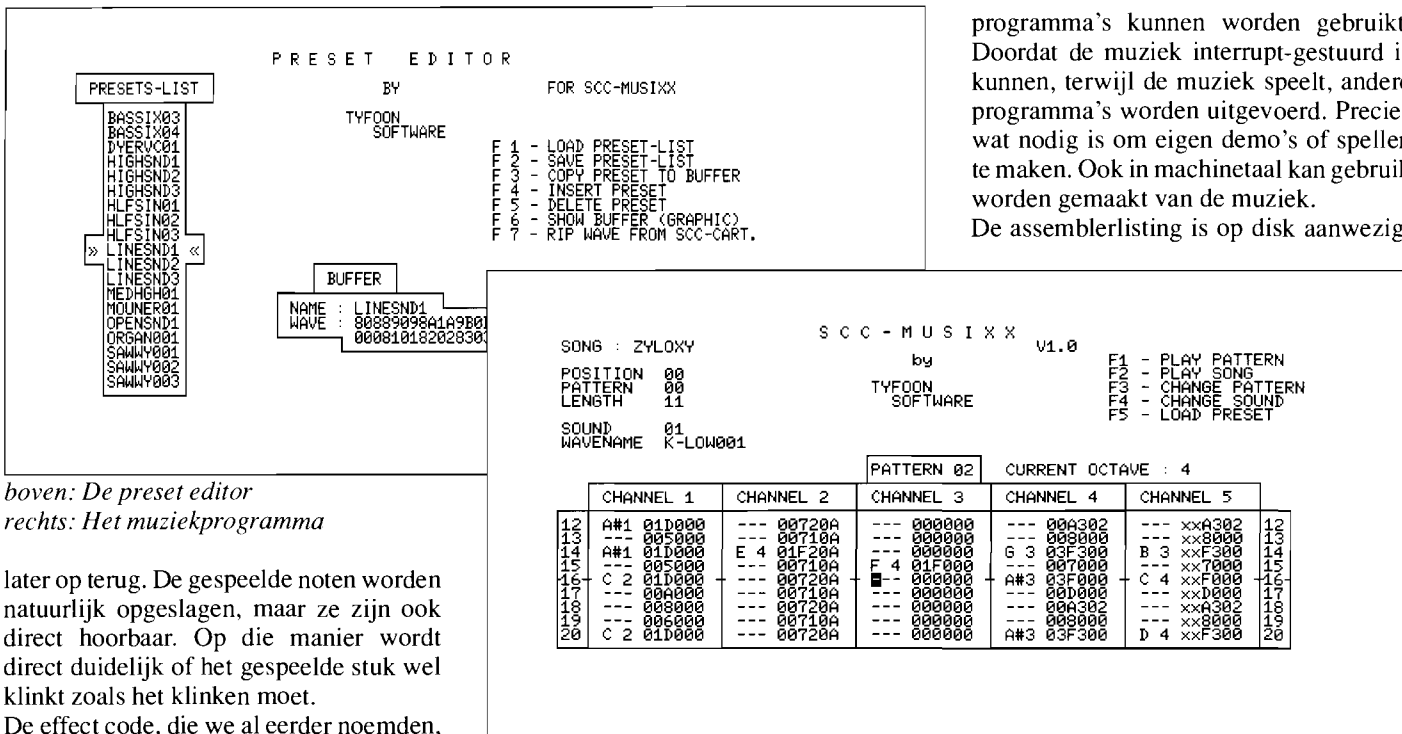 PRESET EDITOR
PRESETS-LIST
BY
FOR SCC-MUSIXX
TYFOON
SOFTWARE
BASSIX03
BASSIX04
DYERVC01
HIGHSND1
HIGHSND2
HIGHSND3
HLFSIN01
HLFSIN02
HLFSIN03
» LINESND1 «
LINESND2
LINESND3
MEDHGH01
MOUNER01
OPENSND1
ORGAN001
SAWWY001
SAWWY002
SAWWY003
F 1 - LOAD PRESET-LIST
F 2 - SAVE PRESET-LIST
F 3 - COPY PRESET TO BUFFER
F 4 - INSERT PRESET
F 5 - DELETE PRESET
F 6 - SHOW BUFFER (GRAPHIC)
F 7 - RIP WAVE FROM SCC-CART.
BUFFER
NAME : LINESND1
WAVE : 80889098A1A9B0
00081018202830
boven: De preset editor
rechts: Het muziekprogramma
later op terug. De gespeelde noten worden
natuurlijk opgeslagen, maar ze zijn ook
direct hoorbaar. Op die manier wordt
direct duidelijk of het gespeelde stuk wel
klinkt zoals het klinken moet.
De effect code, die we al eerder noemden,
programma's kunnen worden gebruikt
Doordat de muziek interrupt-gestuurd i
kunnen, terwijl de muziek speelt, andere
programma's worden uitgevoerd. Precie
wat nodig is om eigen demo's of spellen
te maken. Ook in machinetaal kan gebruik
worden gemaakt van de muziek.
De assemblerlisting is op disk aanwezig
SCC-MUSIXX
V1.0
by
TYFOON
SOFTWARE
SONG : ZYLOXY
POSITION 00
PATTERN 00
LENGTH 11
SOUND 01
WAVENAME K-LOW001
F1 - PLAY PATTERN
F2 - PLAY SONG
F3 - CHANGE PATTERN
F4 - CHANGE SOUND
F5 - LOAD PRESET
PATTERN 02 CURRENT OCTAVE : 4
CHANNEL 1 CHANNEL 2 CHANNEL 3 CHANNEL 4 CHANNEL 5
12 A#1 01D000 --- 00720A --- 000000 --- 00A302 --- xxA302 12
13 --- 005000 --- 00710A --- 000000 --- 008000 --- xx8000 13
14 A#1 01D000 E 4 01F20A --- 000000 G 3 03F300 B 3 xxF300 14
15 --- 005000 --- 00710A F 4 01F000 --- 007000 --- xx7000 15
-16- C 2 01D000 --- 00720A --- 000000 A#3 03F000 C 4 xxF000 -16-
17 --- 00A000 --- 00710A --- 000000 --- 00D000 --- xxD000 17
18 --- 008000 --- 00720A --- 000000 --- 00A302 --- xxA302 18
19 --- 006000 --- 00710A --- 000000 --- 008000 --- xx8000 19
20 C 2 01D000 --- 00720A --- 000000 A#3 03F300 D 4 xxF300 20